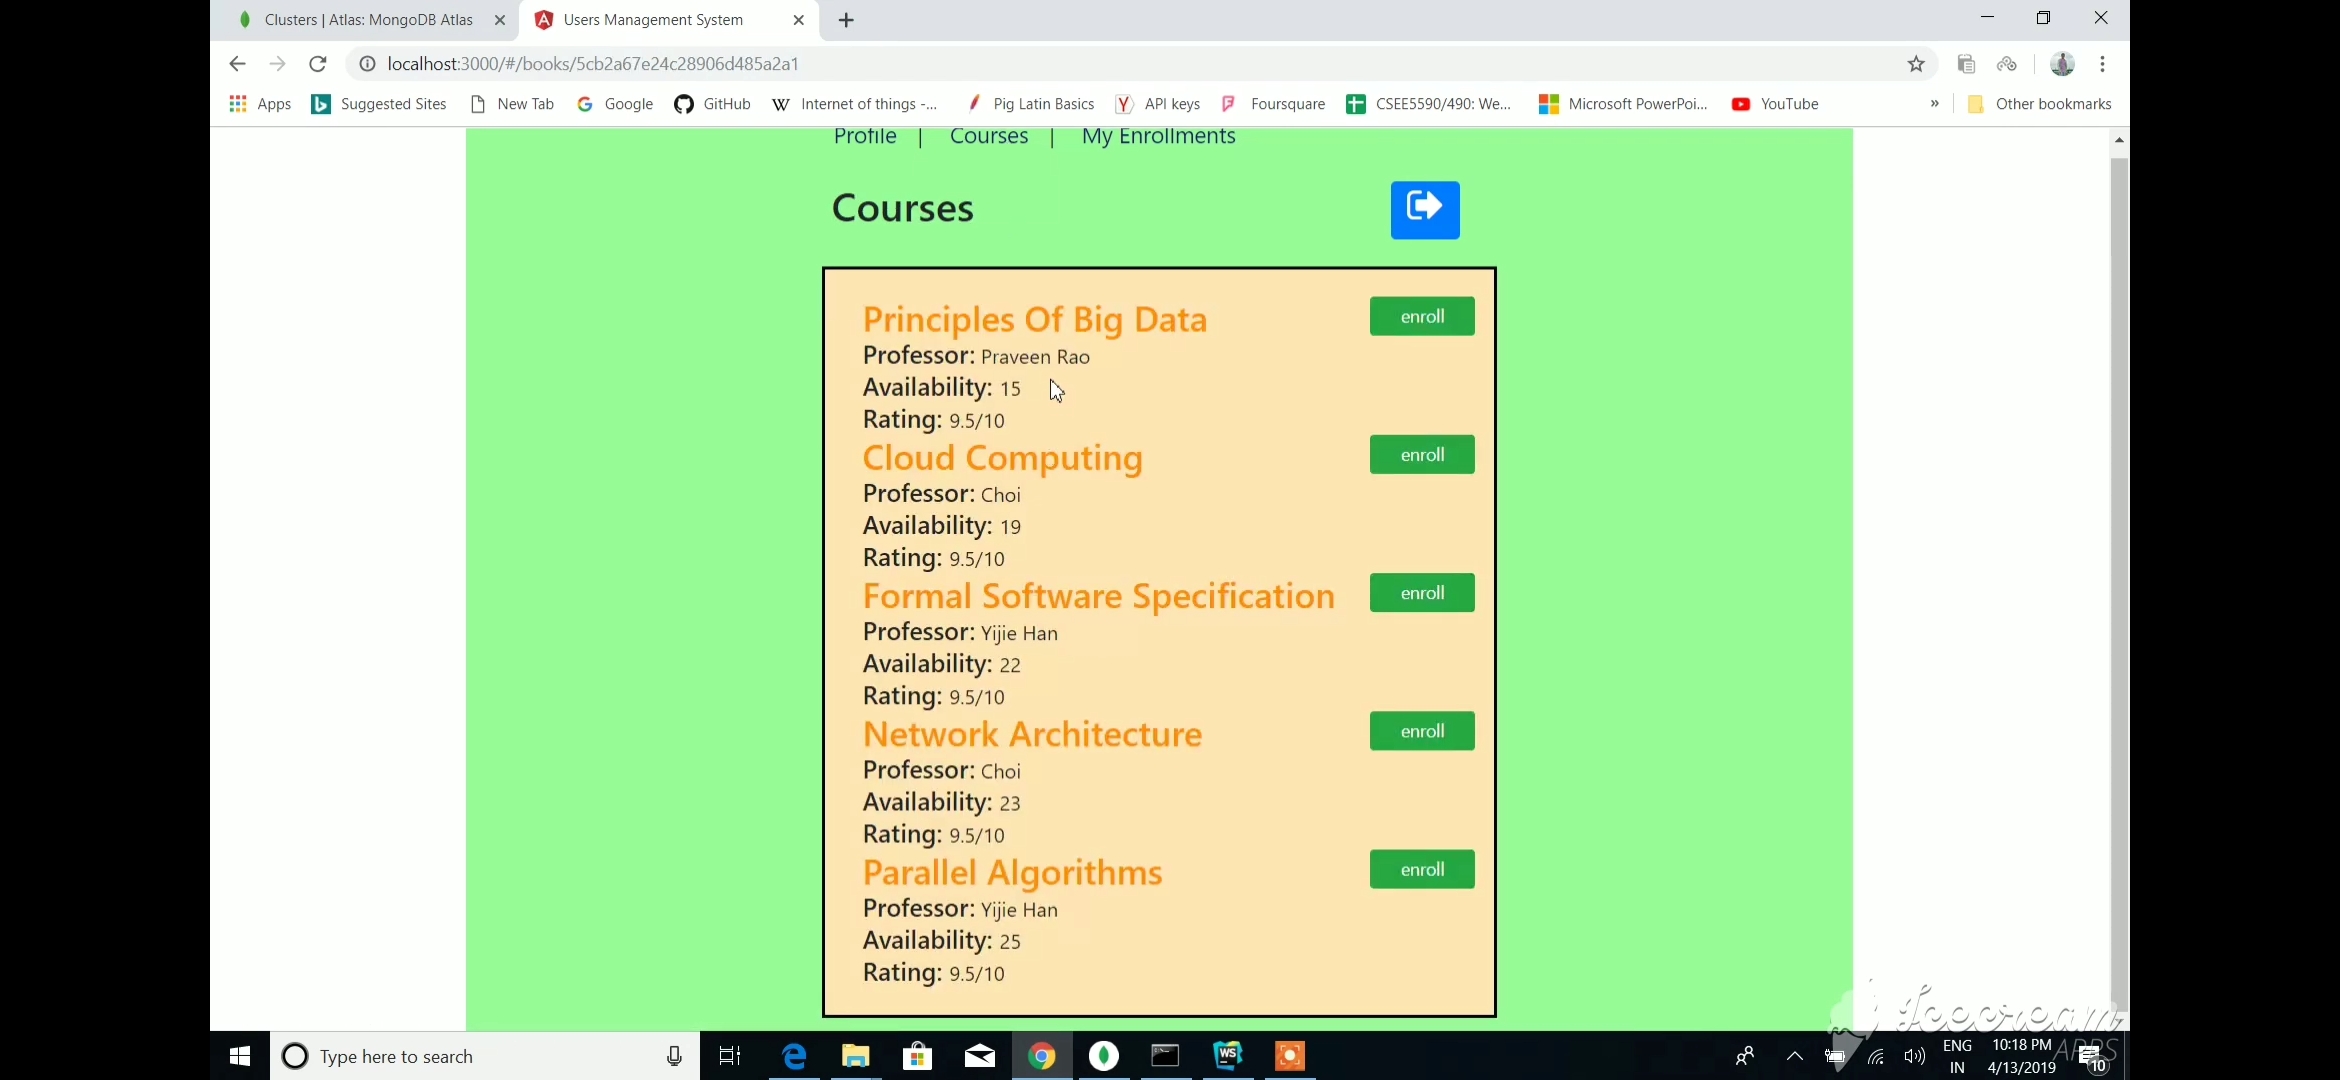 Clusters | Atlas: MongoDB Atlas
Users Management System
localhost:3000/#/books/5cb2a67e24c28906d485a2a1
Apps
Suggested Sites
New Tab
Google
GitHub
Internet of things -...
Pig Latin Basics
API keys
Foursquare
CSEE5590/490: We...
Microsoft PowerPoi...
YouTube
»
Other bookmarks
Profile | Courses | My Enrollments
Courses
Principles Of Big Data
enroll
Professor: Praveen Rao
Availability: 15
Rating: 9.5/10
Cloud Computing
enroll
Professor: Choi
Availability: 19
Rating: 9.5/10
Formal Software Specification
enroll
Professor: Yijie Han
Availability: 22
Rating: 9.5/10
Network Architecture
enroll
Professor: Choi
Availability: 23
Rating: 9.5/10
Parallel Algorithms
enroll
Professor: Yijie Han
Availability: 25
Rating: 9.5/10
Icecream
APPS
Type here to search
WS
ENG
IN
10:18 PM
4/13/2019
10